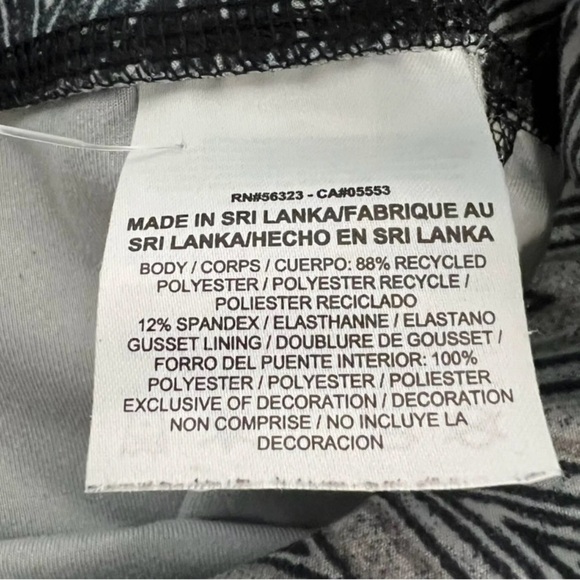 RN#56323 - CA#05553
MADE IN SRI LANKA/FABRIQUE AU
SRI LANKA/HECHO EN SRI LANKA
BODY / CORPS / CUERPO: 88% RECYCLED
POLYESTER / POLYESTER RECYCLE /
POLIESTER RECICLADO
12% SPANDEX / ELASTHANNE / ELASTANO
GUSSET LINING / DOUBLURE DE GOUSSET /
FORRO DEL PUENTE INTERIOR: 100%
POLYESTER / POLYESTER / POLIESTER
EXCLUSIVE OF DECORATION / DECORATION
NON COMPRISE / NO INCLUYE LA
DECORACION